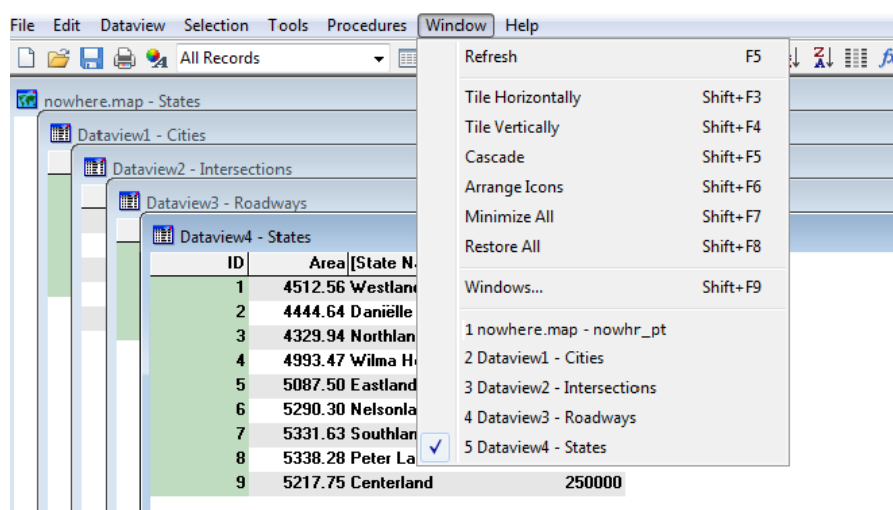 File Edit Dataview Selection Tools Procedures Window Help
All Records
Refresh F5
Tile Horizontally Shift+F3
Tile Vertically Shift+F4
Cascade Shift+F5
Arrange Icons Shift+F6
Minimize All Shift+F7
Restore All Shift+F8
Windows... Shift+F9
1 nowhere.map - nowhr_pt
2 Dataview1 - Cities
3 Dataview2 - Intersections
4 Dataview3 - Roadways
5 Dataview4 - States
nowhere.map - States
Dataview1 - Cities
Dataview2 - Intersections
Dataview3 - Roadways
Dataview4 - States
ID Area [State N
1 4512.56 Westlan
2 4444.64 Daniëlle
3 4329.94 Northlan
4 4993.47 Wilma H
5 5087.50 Eastland
6 5290.30 Nelsonla
7 5331.63 Southlan
8 5338.28 Peter La
9 5217.75 Centerland 250000